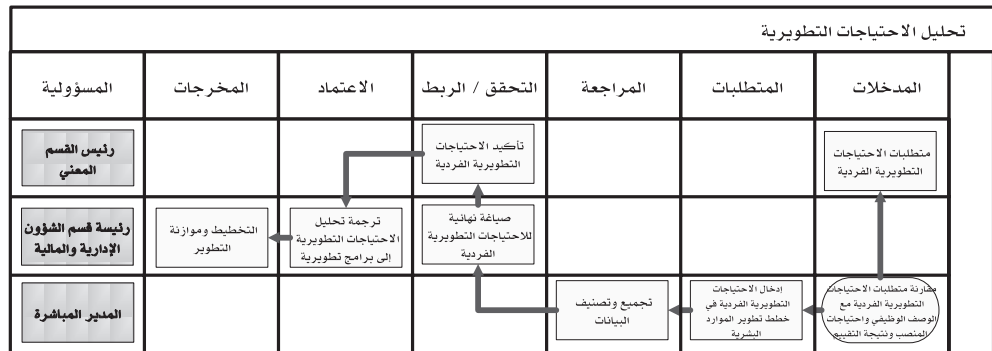 تحليل الاحتياجات التطويرية
المدخلات
المتطلبات
المراجعة
التحقق / الربط
الاعتماد
المخرجات
المسؤولية
متطلبات الاحتياجات
التطويرية الفردية
تأكيد الاحتياجات
التطويرية الفردية
رئيس القسم
المعني
صياغة نهائية
للاحتياجات التطويرية
الفردية
ترجمة تحليل
الاحتياجات التطويرية
إلى برامج تطويرية
التخطيط وموازنة
التطوير
رئيسة قسم الشؤون
الإدارية والمالية
مقارنة متطلبات الاحتياجات
التطويرية الفردية مع
الوصف الوظيفي واحتياجات
المنصب ونتيجة التقييم
إدخال الاحتياجات
التطويرية الفردية في
خطط تطوير الموارد
البشرية
تجميع وتصنيف
البيانات
المدير المباشرة